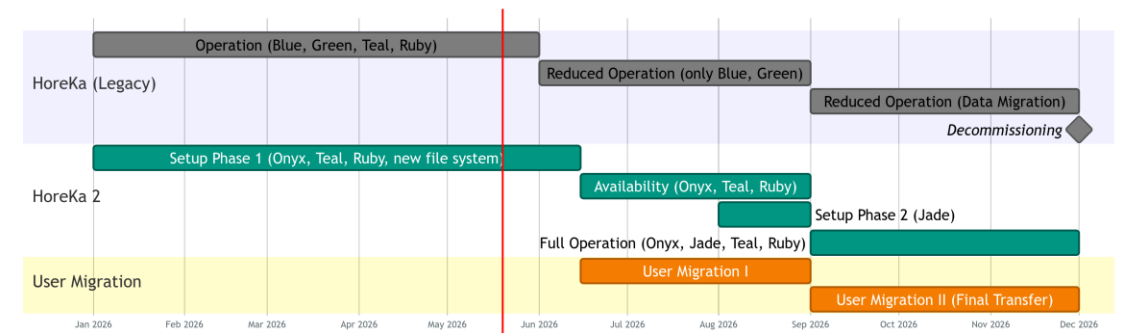 Operation (Blue, Green, Teal, Ruby)
HoreKa (Legacy)
Reduced Operation (only Blue, Green)
Reduced Operation (Data Migration)
Decommissioning
Setup Phase 1 (Onyx, Teal, Ruby, new file system)
HoreKa 2
Availability (Onyx, Teal, Ruby)
Setup Phase 2 (Jade)
Full Operation (Onyx, Jade, Teal, Ruby)
User Migration
User Migration I
User Migration II (Final Transfer)
Jan 2026 Feb 2026 Mar 2026 Apr 2026 May 2026 Jun 2026 Jul 2026 Aug 2026 Sep 2026 Oct 2026 Nov 2026 Dec 2026